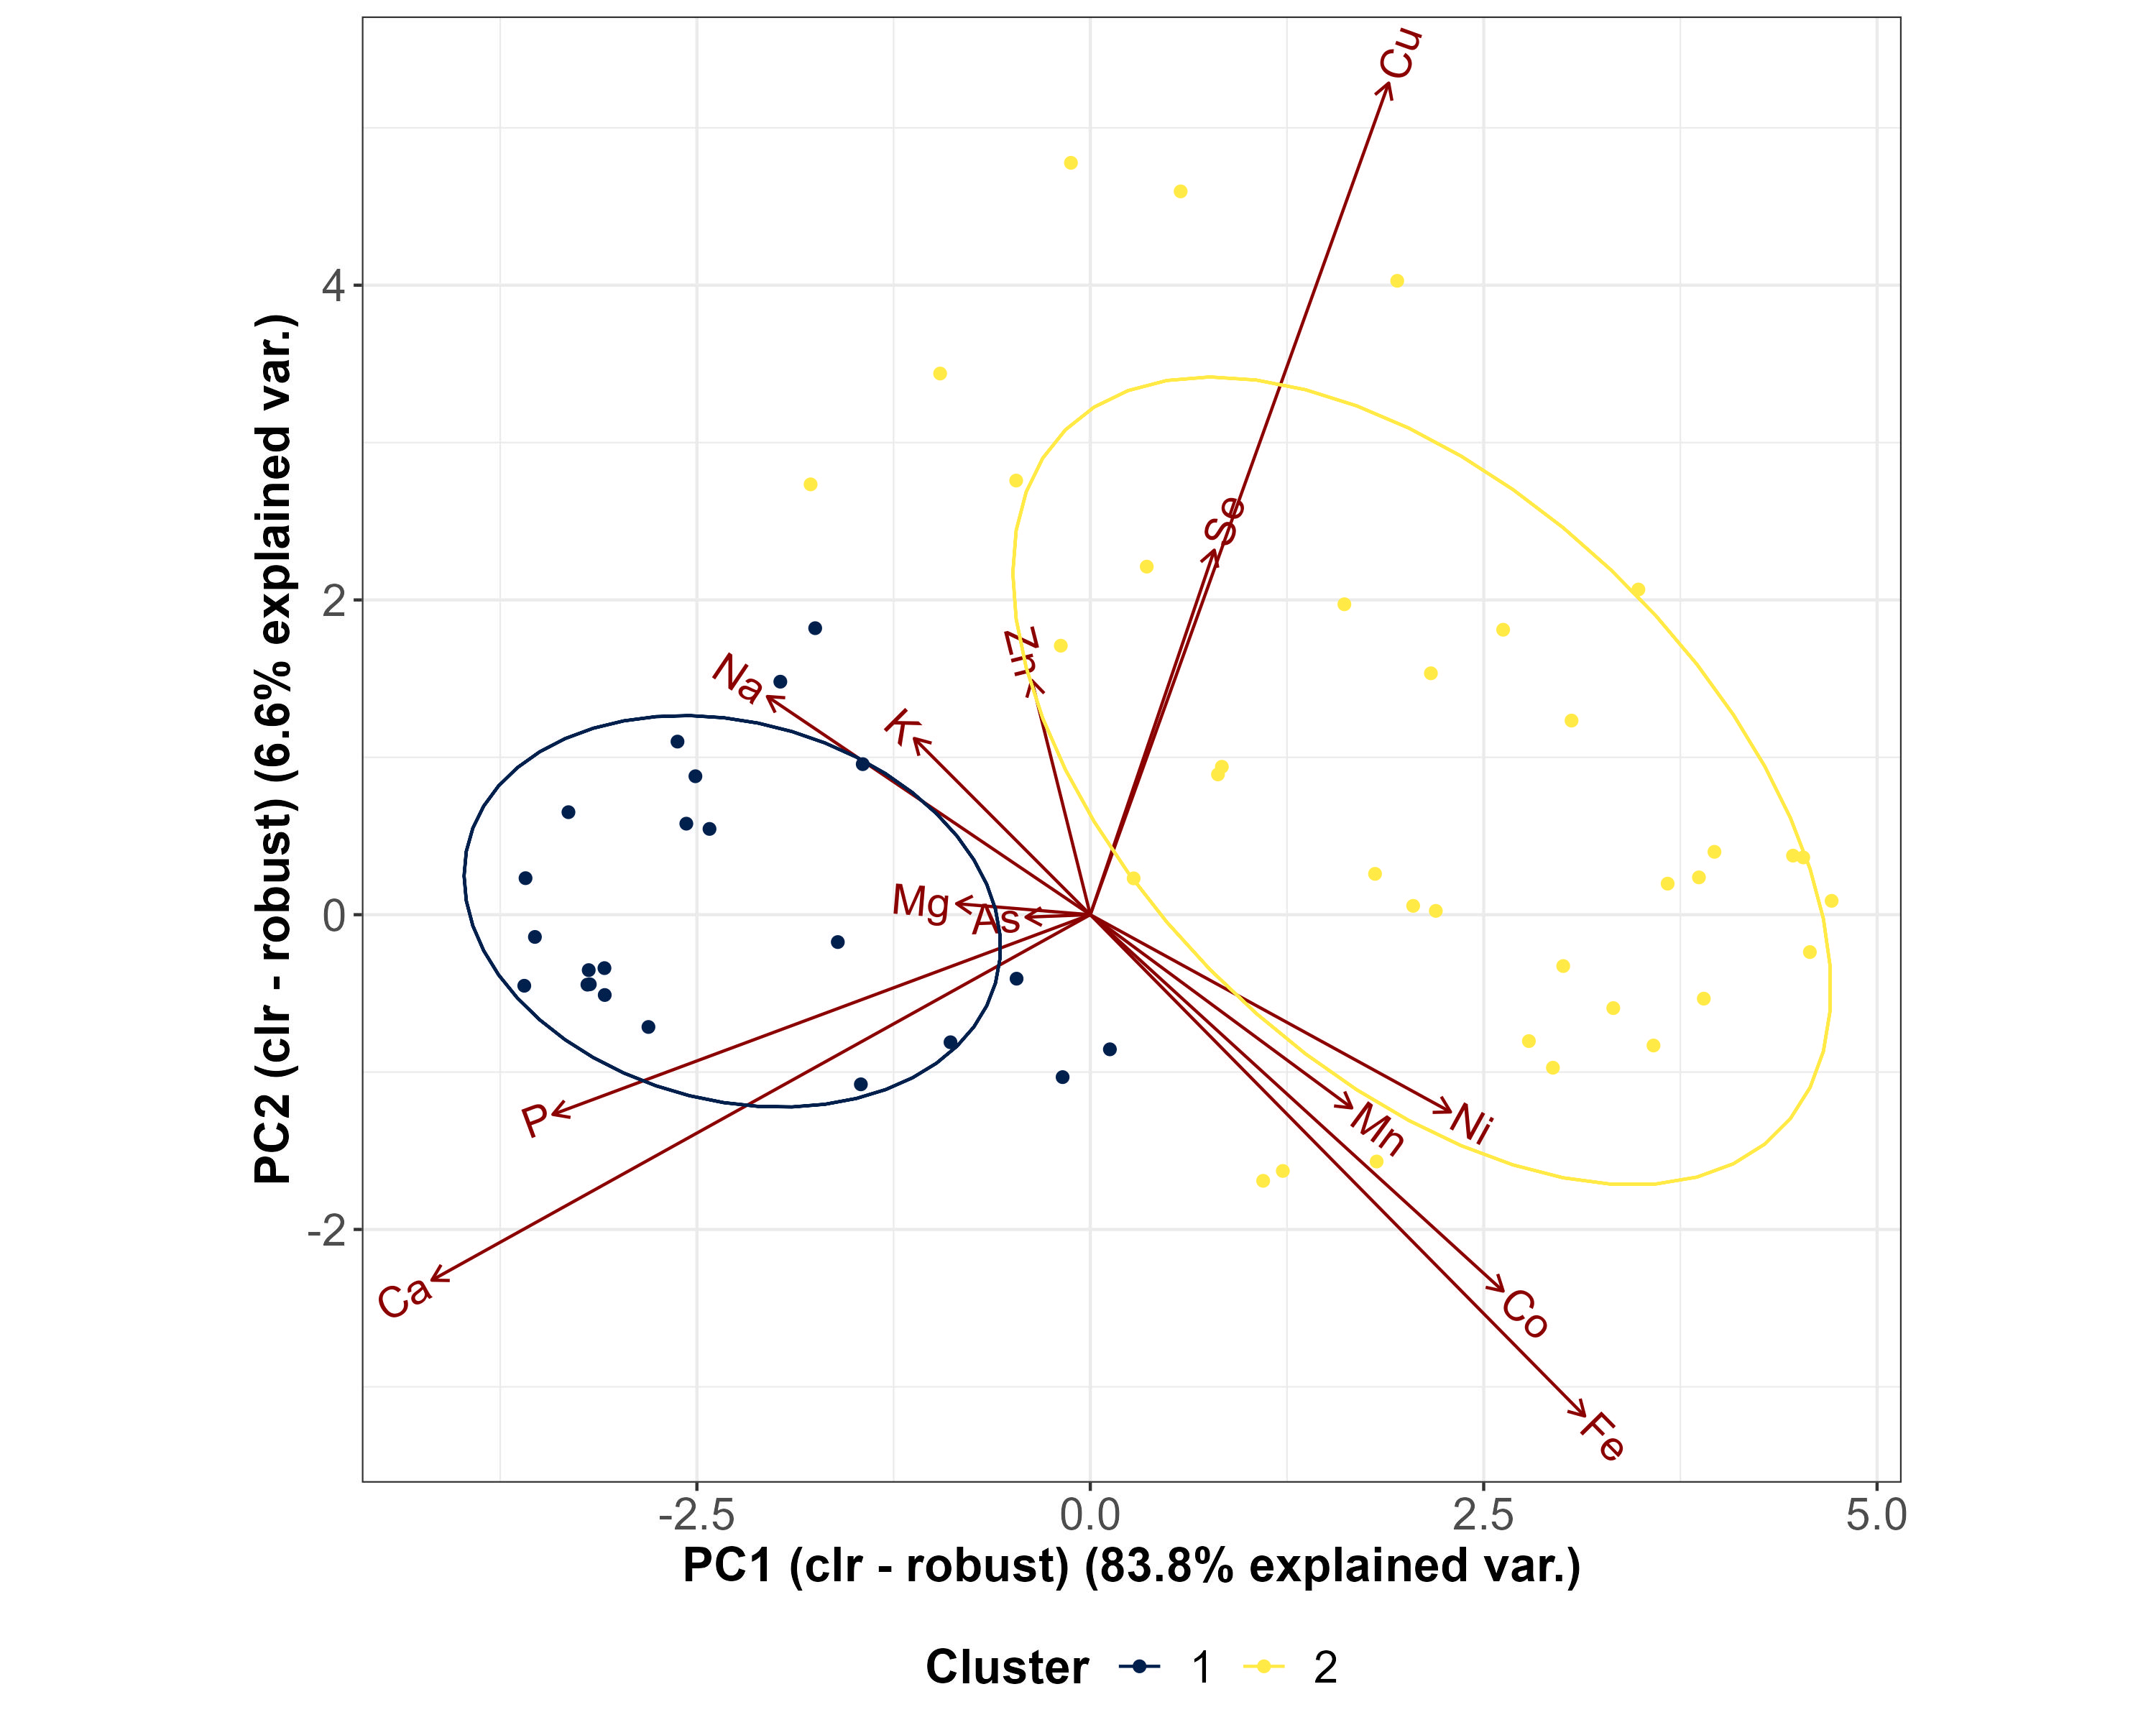 Cu
4
Se
2
Zn
Na
K
0
Mg
As
P
Mn
Ni
-2
Ca
Co
Fe
PC2 (clr - robust) (6.6% explained var.)
-2.5 0.0 2.5 5.0
PC1 (clr - robust) (83.8% explained var.)
Cluster 1 2